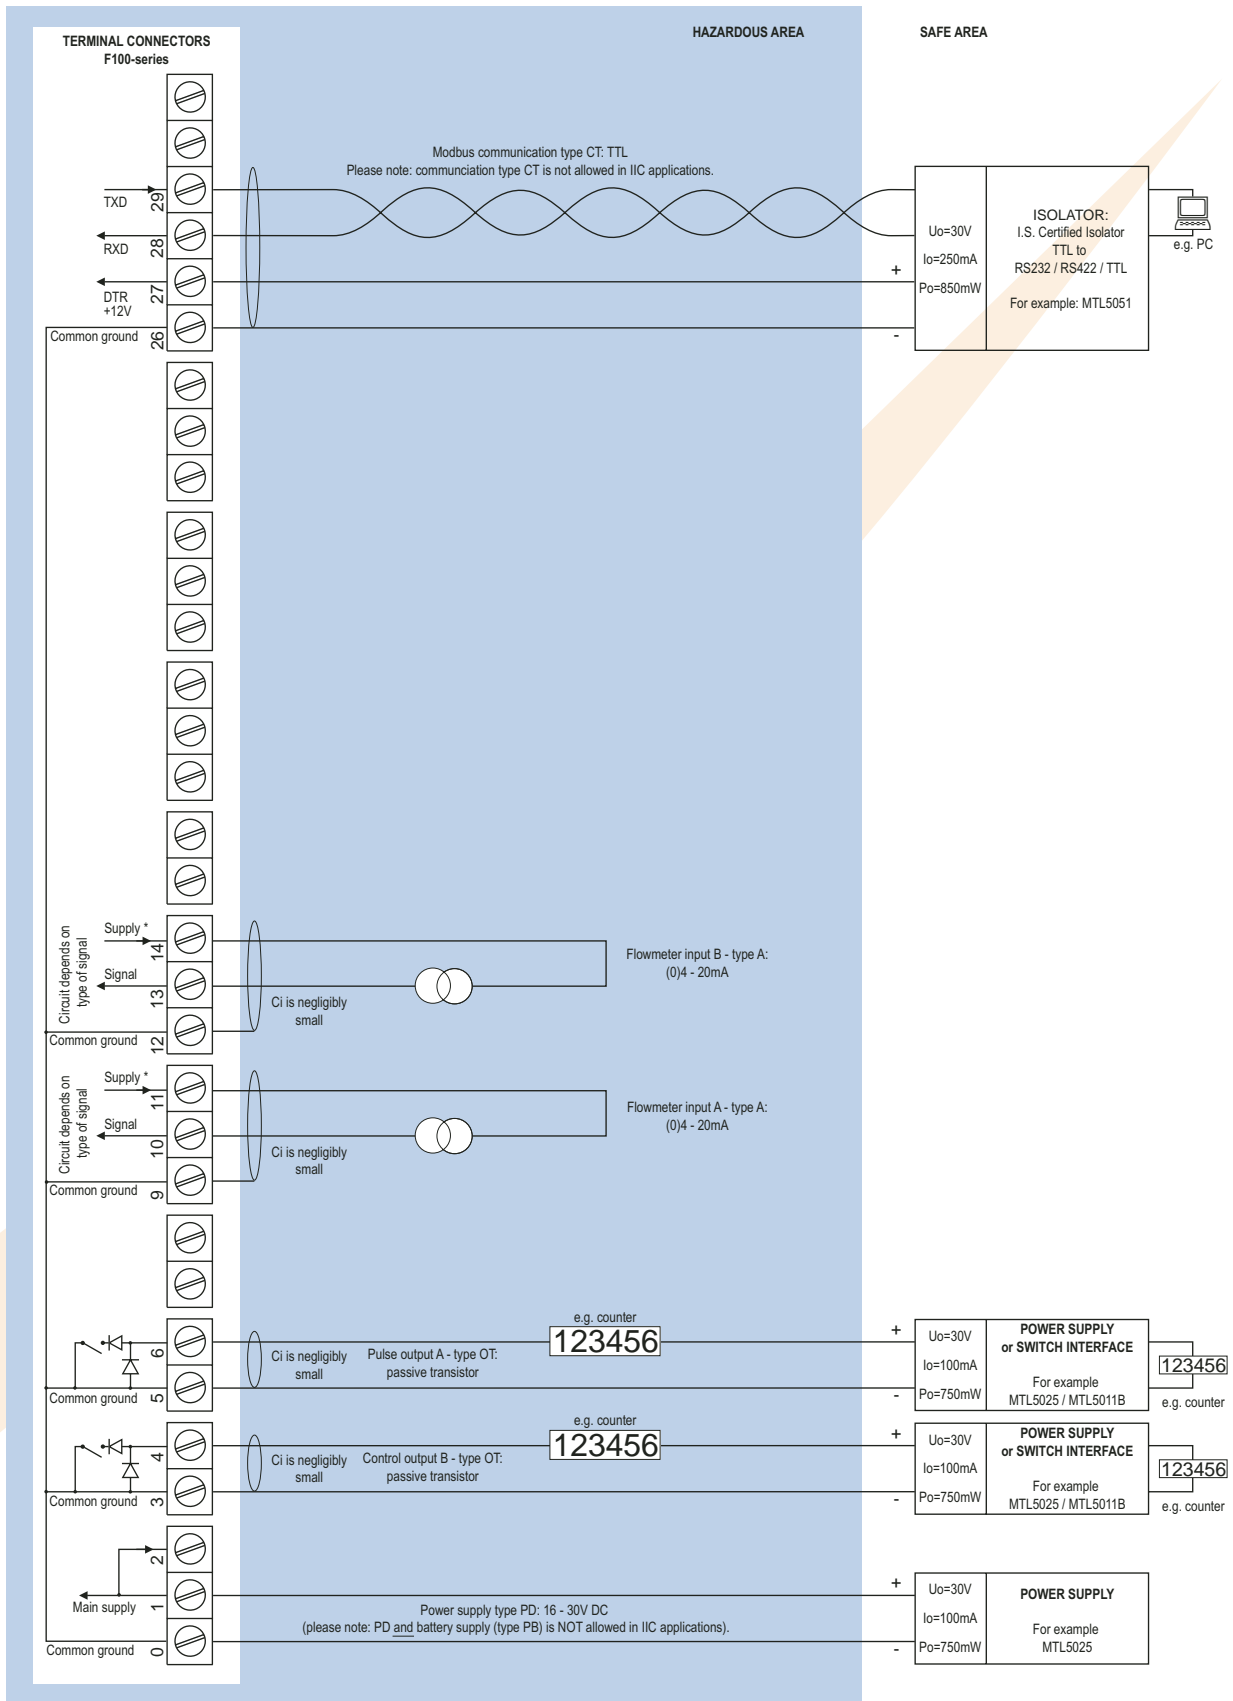 HAZARDOUS AREA
SAFE AREA
TERMINAL CONNECTORS
F100-series
Modbus communication type CT: TTL
Please note: communciation type CT is not allowed in IIC applications.
TXD
29
RXD
28
DTR
+12V
27
Common ground
26
+
-
Uo=30V
Io=250mA
Po=850mW
ISOLATOR:
I.S. Certified Isolator
TTL to
RS232 / RS422 / TTL
For example: MTL5051
e.g. PC
Circuit depends on
type of signal
Supply *
14
Signal
13
Common ground
12
Ci is negligibly
small
Flowmeter input B - type A:
(0)4 - 20mA
Circuit depends on
type of signal
Supply *
11
Signal
10
Common ground
9
Ci is negligibly
small
Flowmeter input A - type A:
(0)4 - 20mA
6
Common ground
5
Ci is negligibly
small
Pulse output A - type OT:
passive transistor
e.g. counter
123456
+
-
Uo=30V
Io=100mA
Po=750mW
POWER SUPPLY
or SWITCH INTERFACE
For example
MTL5025 / MTL5011B
123456
e.g. counter
4
Common ground
3
Ci is negligibly
small
Control output B - type OT:
passive transistor
e.g. counter
123456
+
-
Uo=30V
Io=100mA
Po=750mW
POWER SUPPLY
or SWITCH INTERFACE
For example
MTL5025 / MTL5011B
123456
e.g. counter
2
Main supply
1
Common ground
0
Power supply type PD: 16 - 30V DC
(please note: PD and battery supply (type PB) is NOT allowed in IIC applications).
+
-
Uo=30V
Io=100mA
Po=750mW
POWER SUPPLY
For example
MTL5025